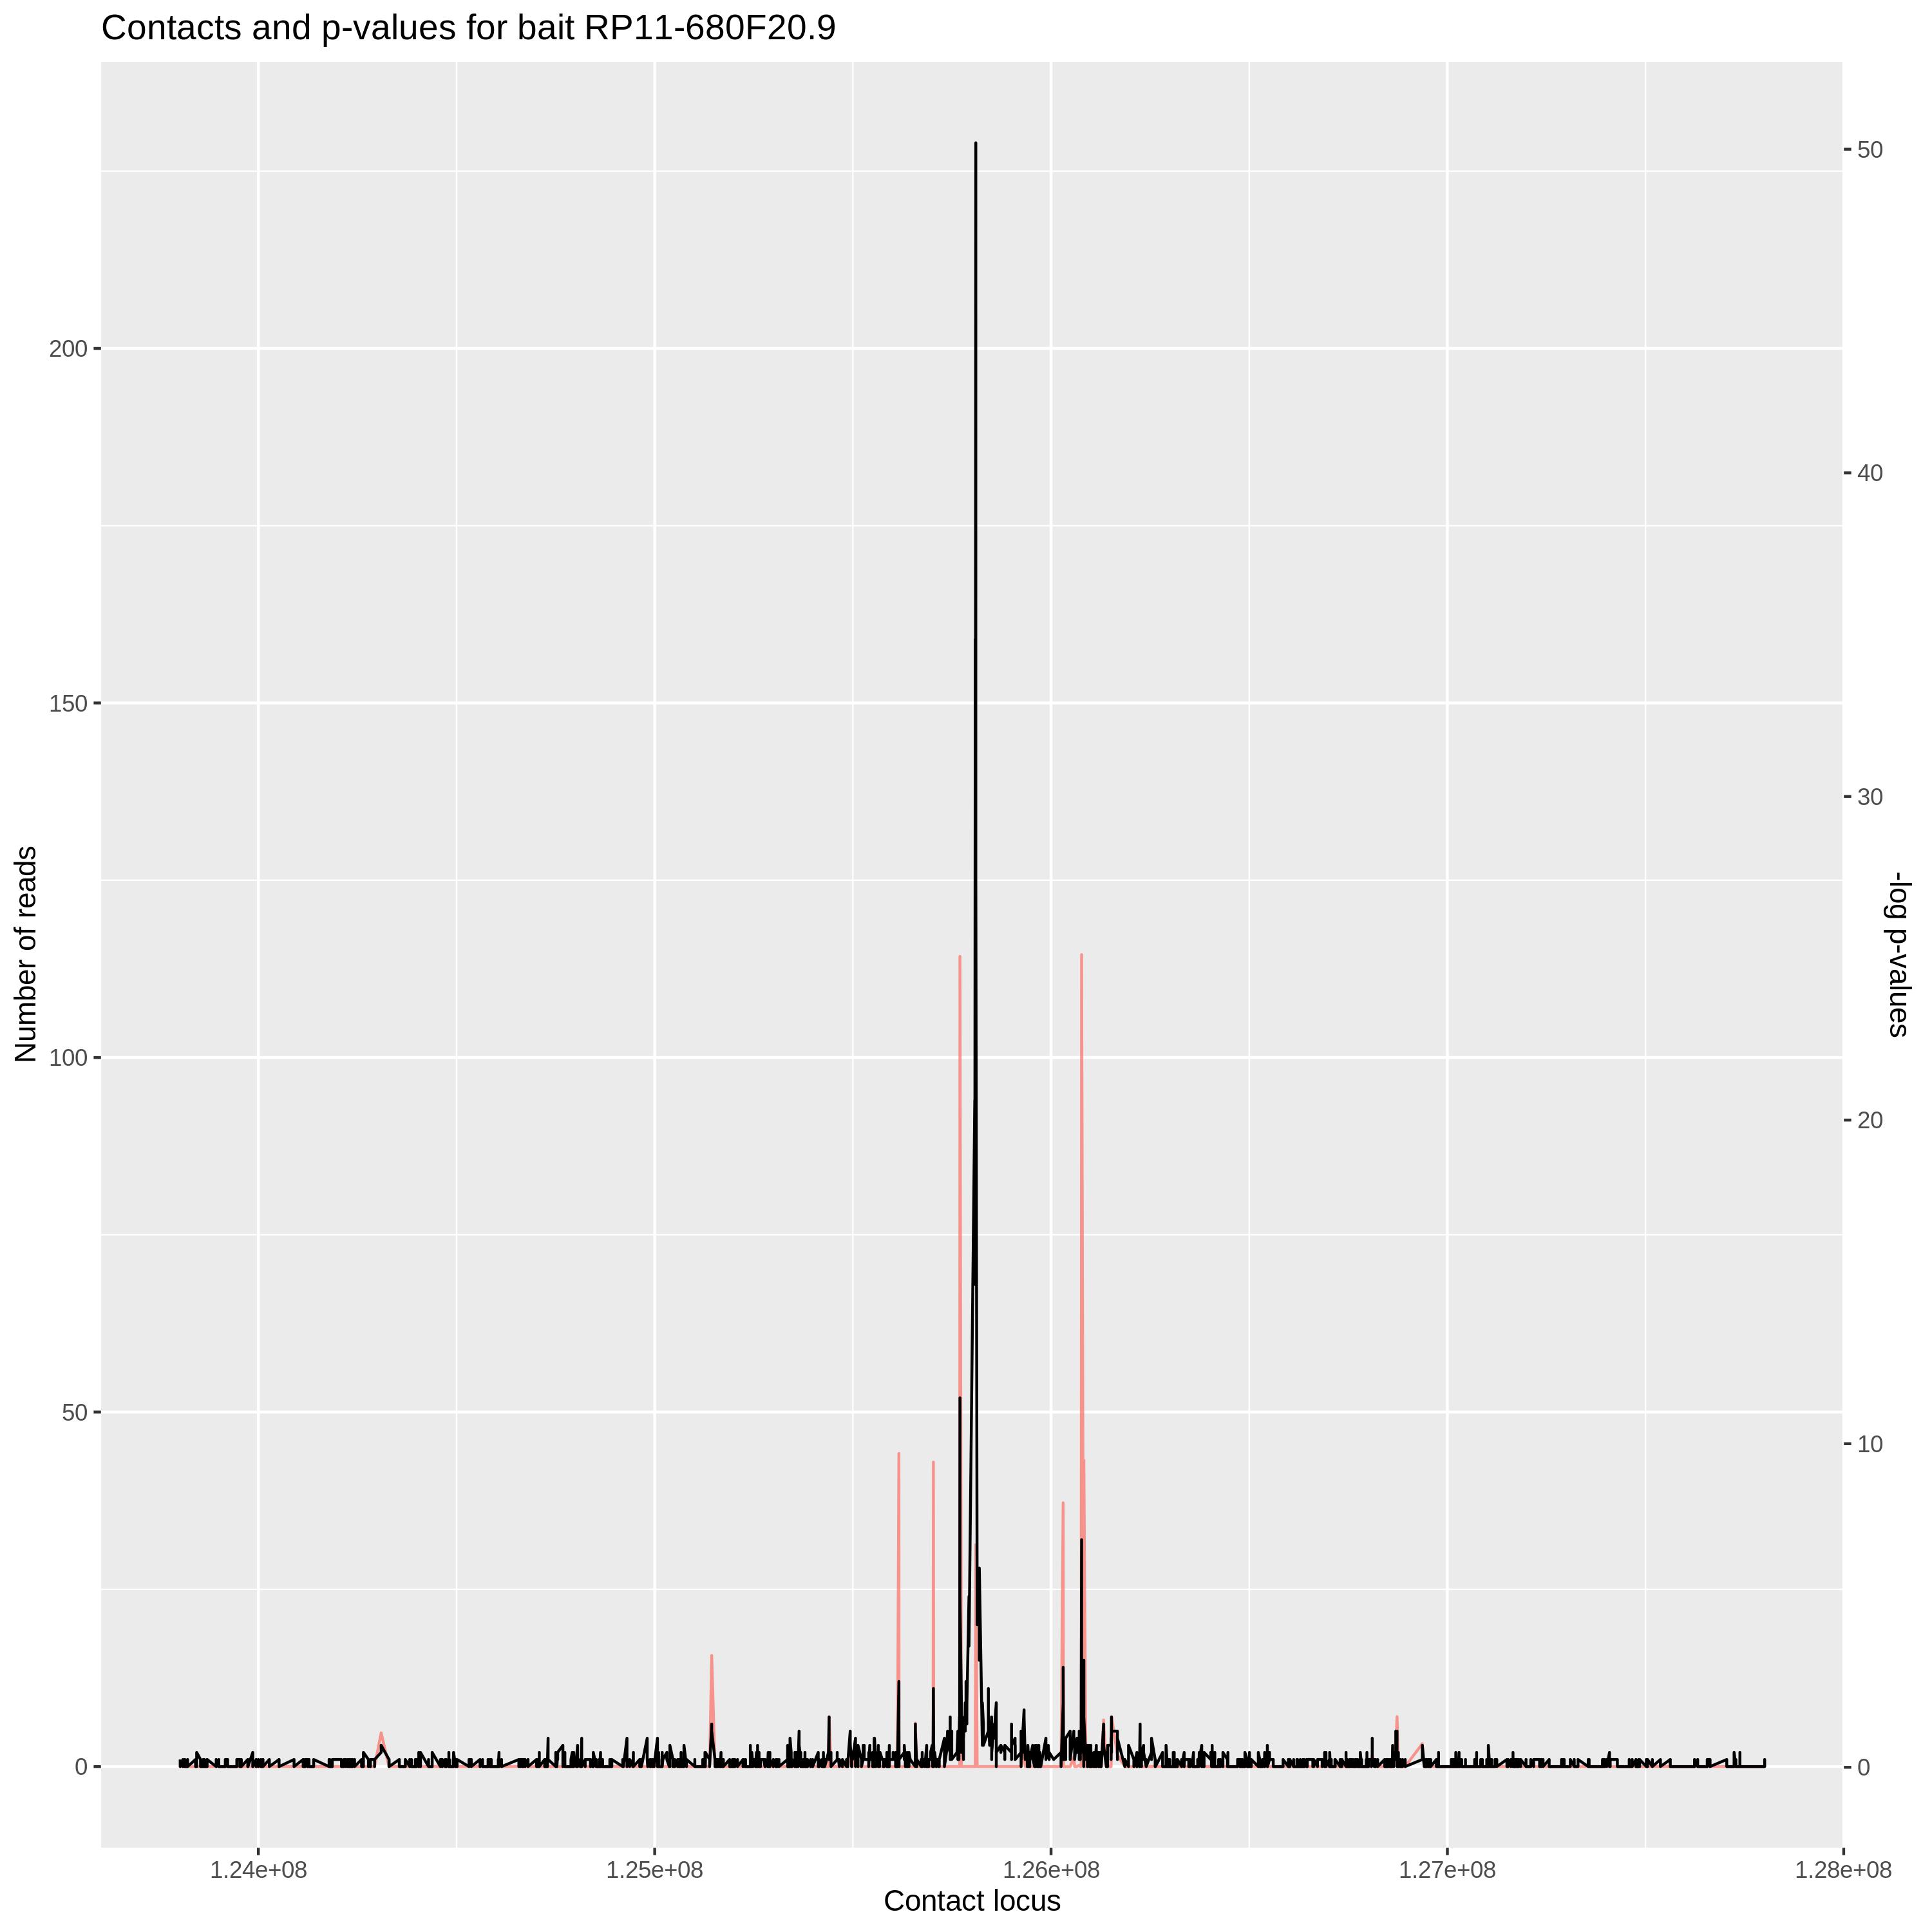 Contacts and p-values for bait RP11-680F20.9
Number of reads
200
150
100
50
0
-log p-values
50
40
30
20
10
0
1.24e+08 1.25e+08 1.26e+08 1.27e+08 1.28e+08
Contact locus